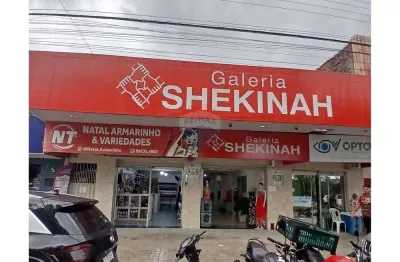 Galeria
SHEKINAH
NT
NATAL ARMARINHO
& VARIEDADES
Galeria
SHEKINAH
OPTO